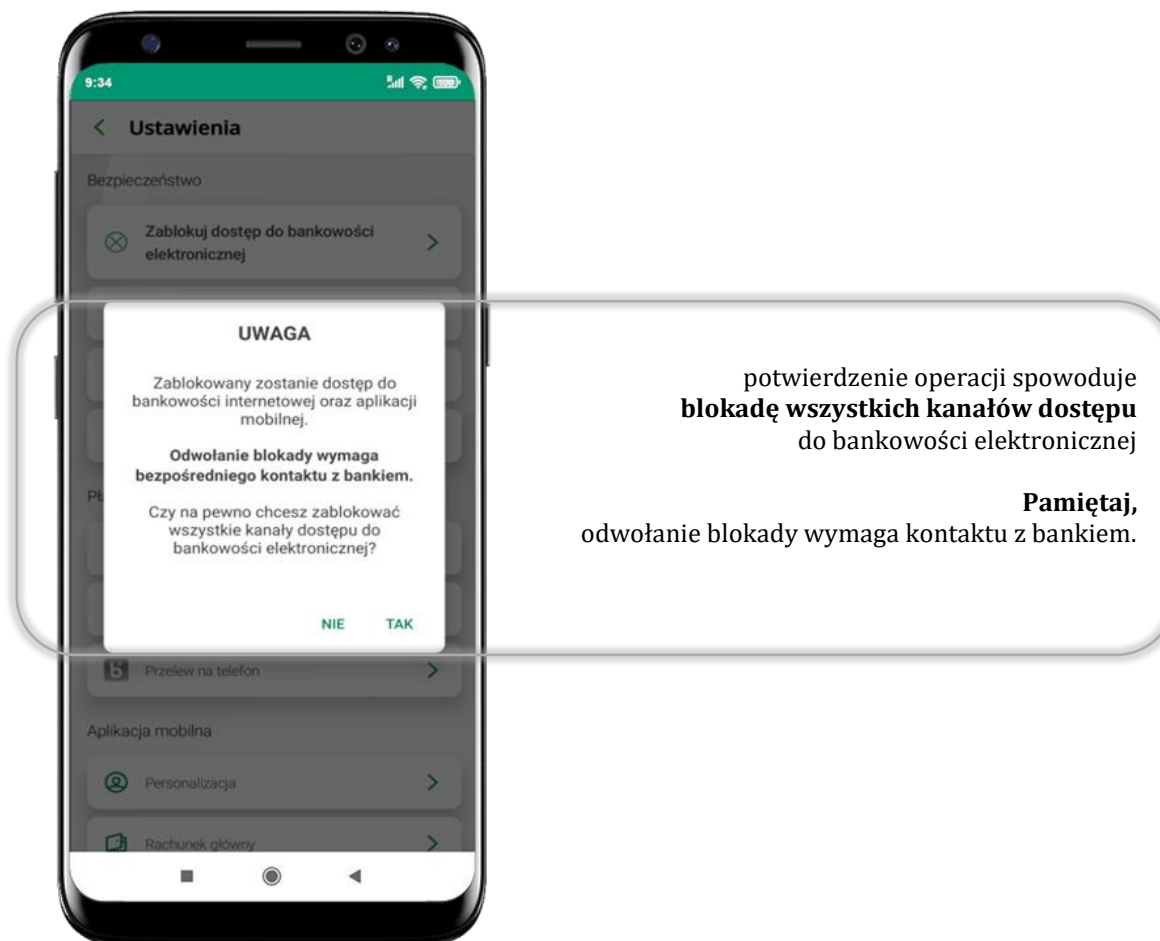 9:34
Ustawienia
Bezpieczeństwo
Zablokuj dostęp do bankowości
elektronicznej
UWAGA
Zablokowany zostanie dostęp do
bankowości internetowej oraz aplikacji
mobilnej.
Odwołanie blokady wymaga
bezpośredniego kontaktu z bankiem.
Czy na pewno chcesz zablokować
wszystkie kanały dostępu do
bankowości elektronicznej?
NIE TAK
Przelew na telefon
Aplikacja mobilna
Personalizacja
Rachunek główny
potwierdzenie operacji spowoduje
blokadę wszystkich kanałów dostępu
do bankowości elektronicznej
Pamiętaj,
odwołanie blokady wymaga kontaktu z bankiem.